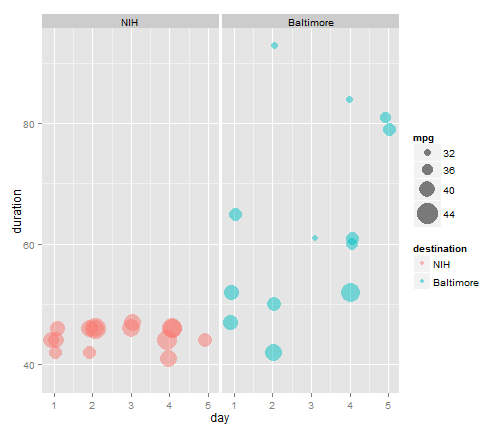 NIH Baltimore
80
60
40
duration
1 2 3 4 5 1 2 3 4 5
day
mpg
32
36
40
44
destination
NIH
Baltimore